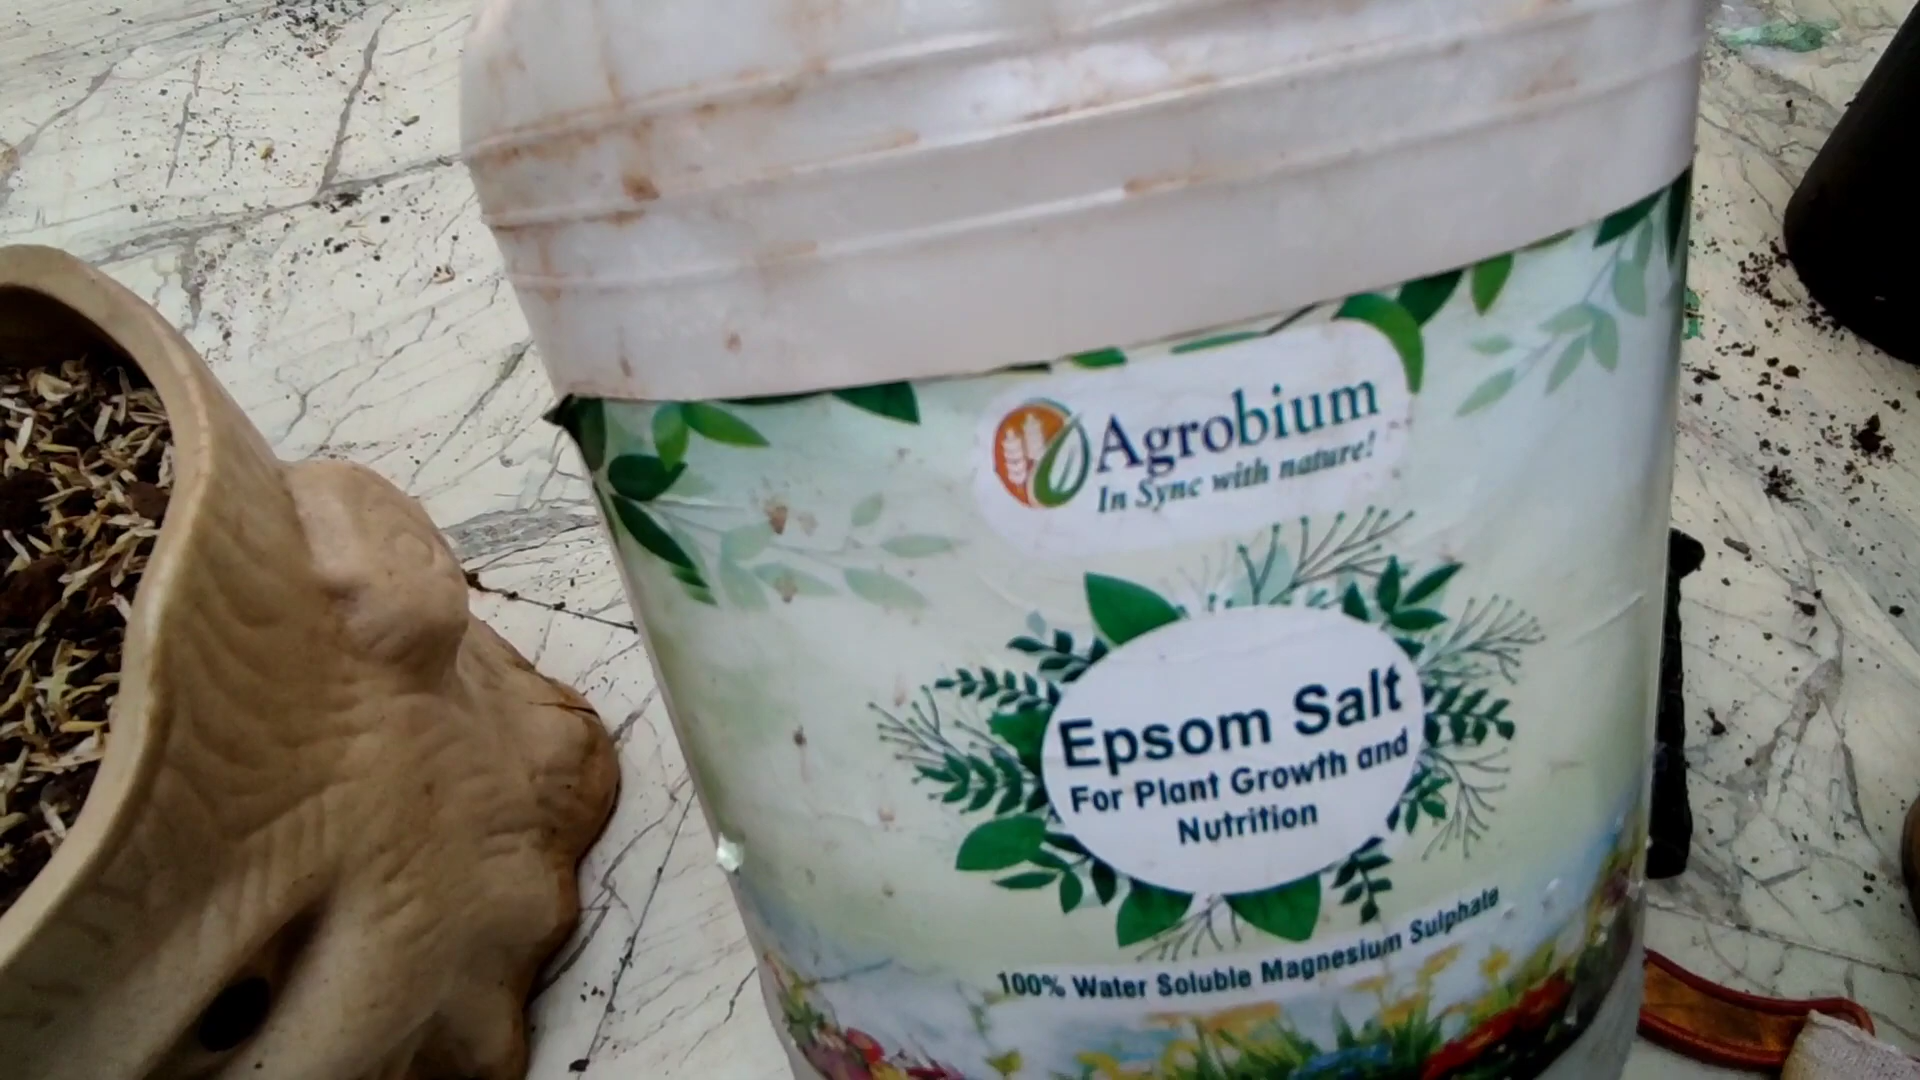 Agrobium
In Sync with nature!
Epsom Salt
For Plant Growth and
Nutrition
100% Water Soluble Magnesium Sulphate